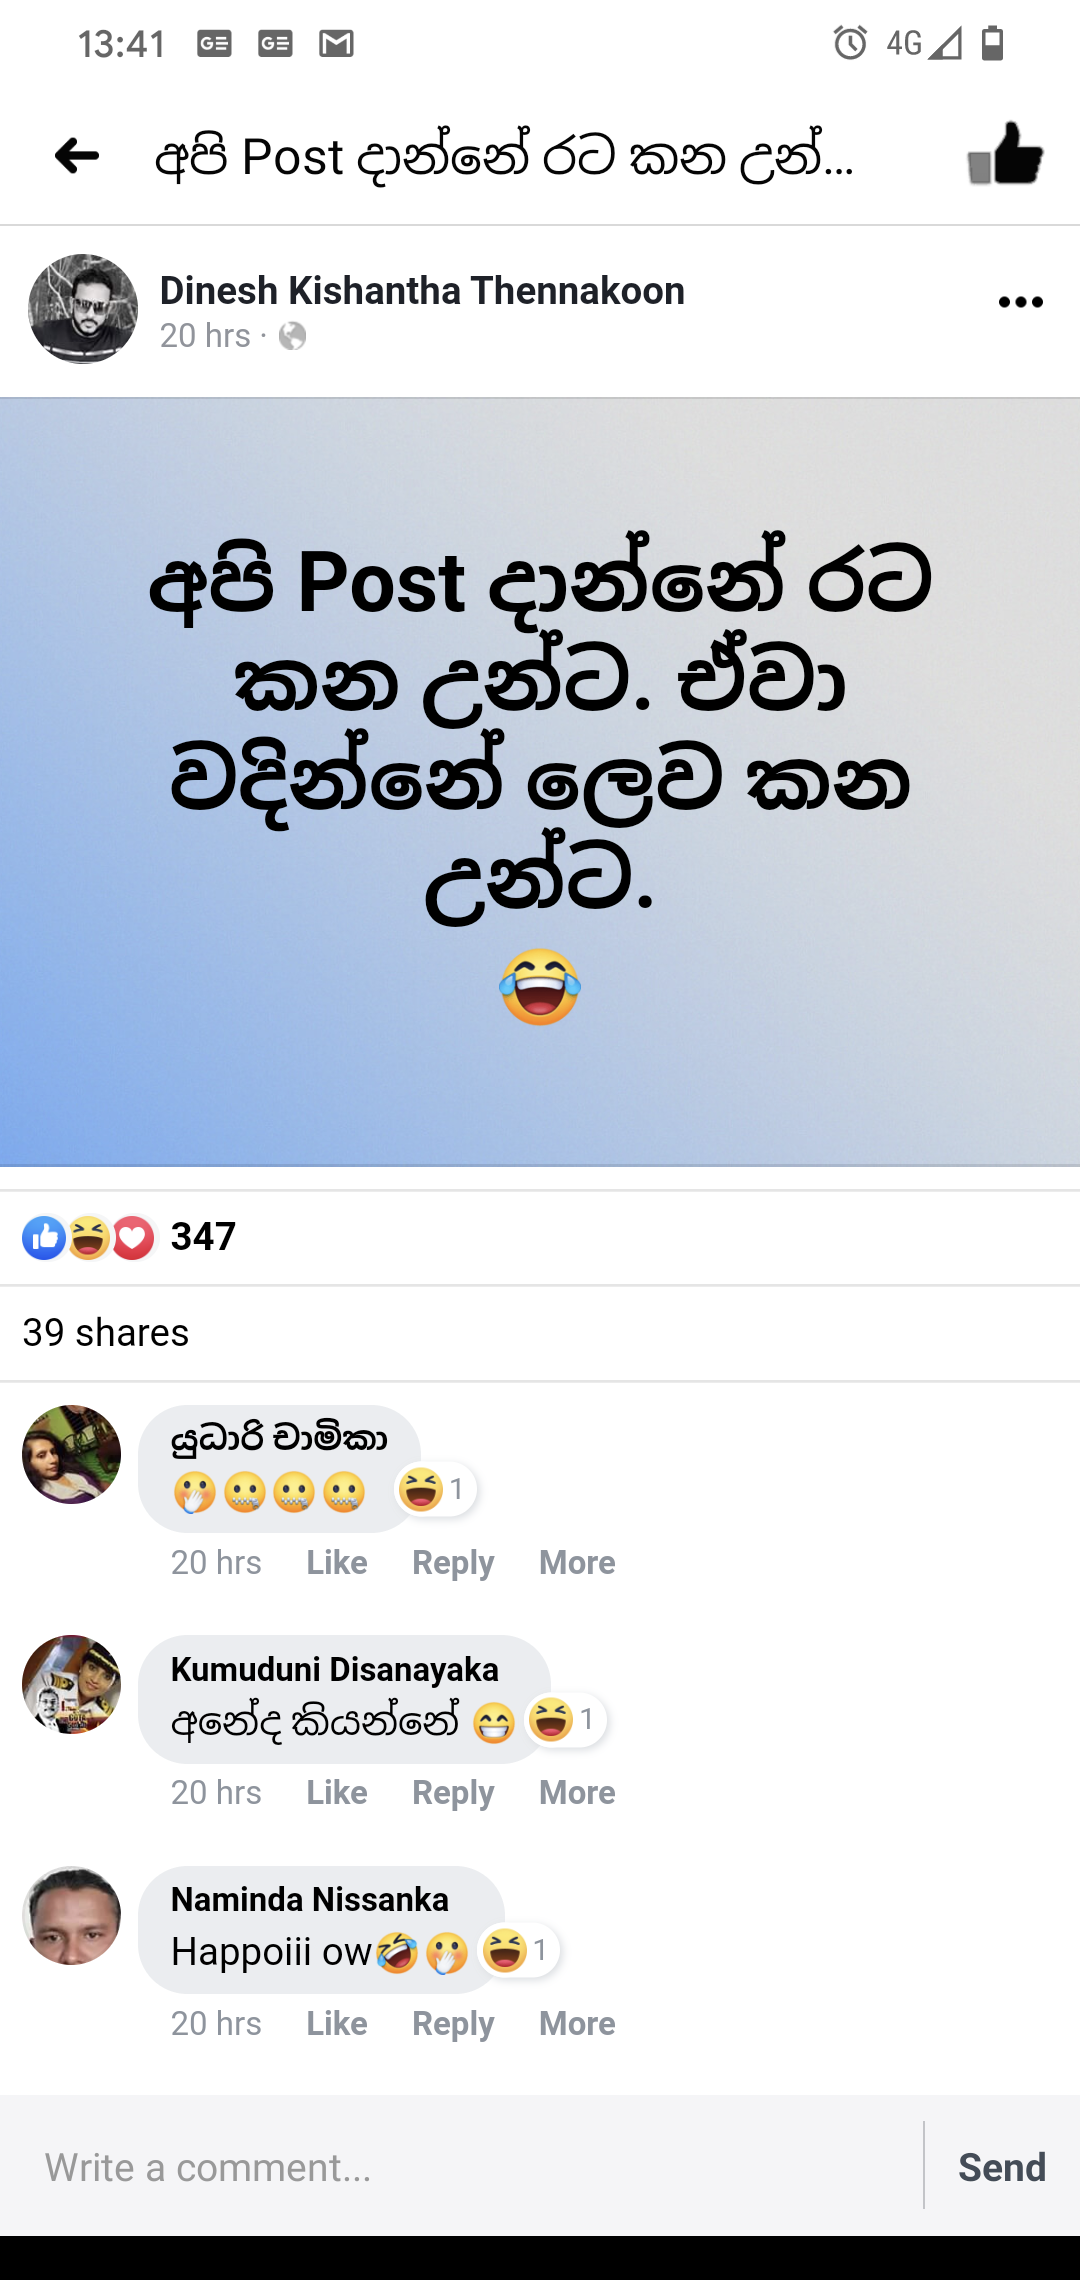 13:41 GE GE 4G
අපි Post දාන්නේ රට කන උන්...
Dinesh Kishantha Thennakoon
20 hrs ·
අපි Post දාන්නේ රට
කන උන්ට. ඒවා
වදින්නේ ලෙව කන
උන්ට.
😂
347
39 shares
යුධාරි චාමිකා
🤭🤐🤐🤐 😆 1
20 hrs Like Reply More
Kumuduni Disanayaka
අනේද කියන්නේ 😁 😆 1
20 hrs Like Reply More
Naminda Nissanka
Happoiii ow🤣🤭 😆 1
20 hrs Like Reply More
Write a comment... Send